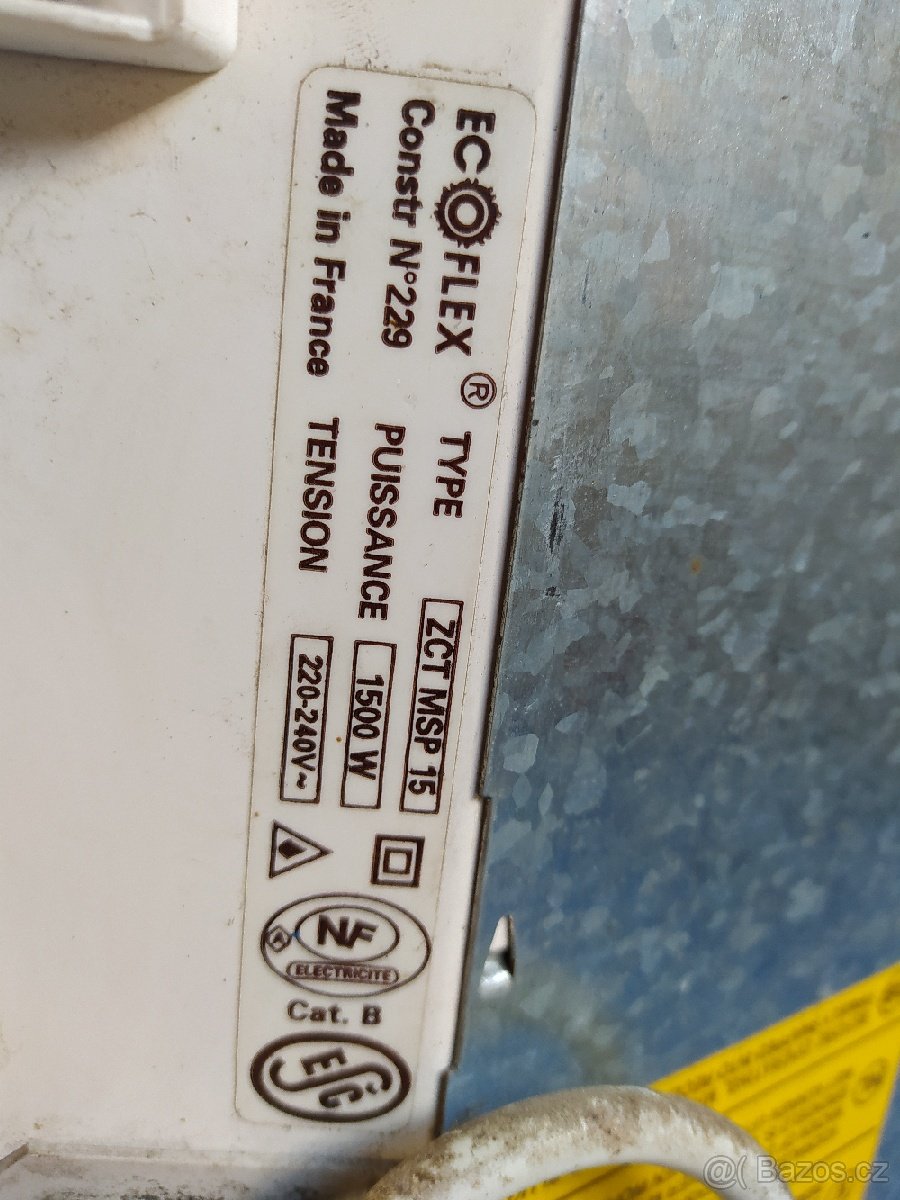 ECOFLEX ® TYPE ZCT MSP 15
Constr N°229 PUISSANCE 1500 W
Made in France TENSION 220-240V~
NF
ELECTRICITE
Cat. B
ESC
@( Bazos.cz